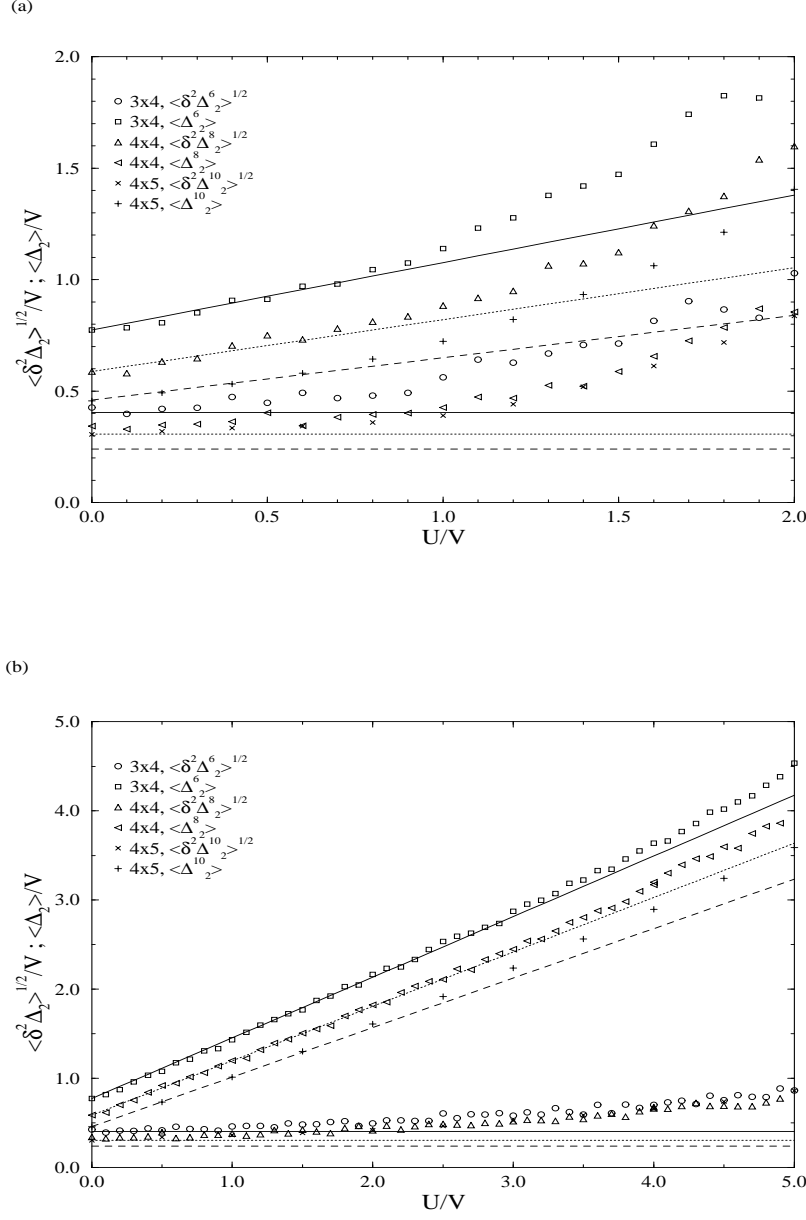 (a)
2.0
1.5
1.0
0.5
0.0
<δ²Δ₂>^{1/2}/V ; <Δ₂>/V
3x4, <δ²Δ⁶₂>^{1/2}
3x4, <Δ⁶₂>
4x4, <δ²Δ⁸₂>^{1/2}
4x4, <Δ⁸₂>
4x5, <δ²Δ¹⁰₂>^{1/2}
4x5, <Δ¹⁰₂>
0.0 0.5 1.0 1.5 2.0
U/V
(b)
5.0
4.0
3.0
2.0
1.0
0.0
<δ²Δ₂>^{1/2}/V ; <Δ₂>/V
3x4, <δ²Δ⁶₂>^{1/2}
3x4, <Δ⁶₂>
4x4, <δ²Δ⁸₂>^{1/2}
4x4, <Δ⁸₂>
4x5, <δ²Δ¹⁰₂>^{1/2}
4x5, <Δ¹⁰₂>
0.0 1.0 2.0 3.0 4.0 5.0
U/V